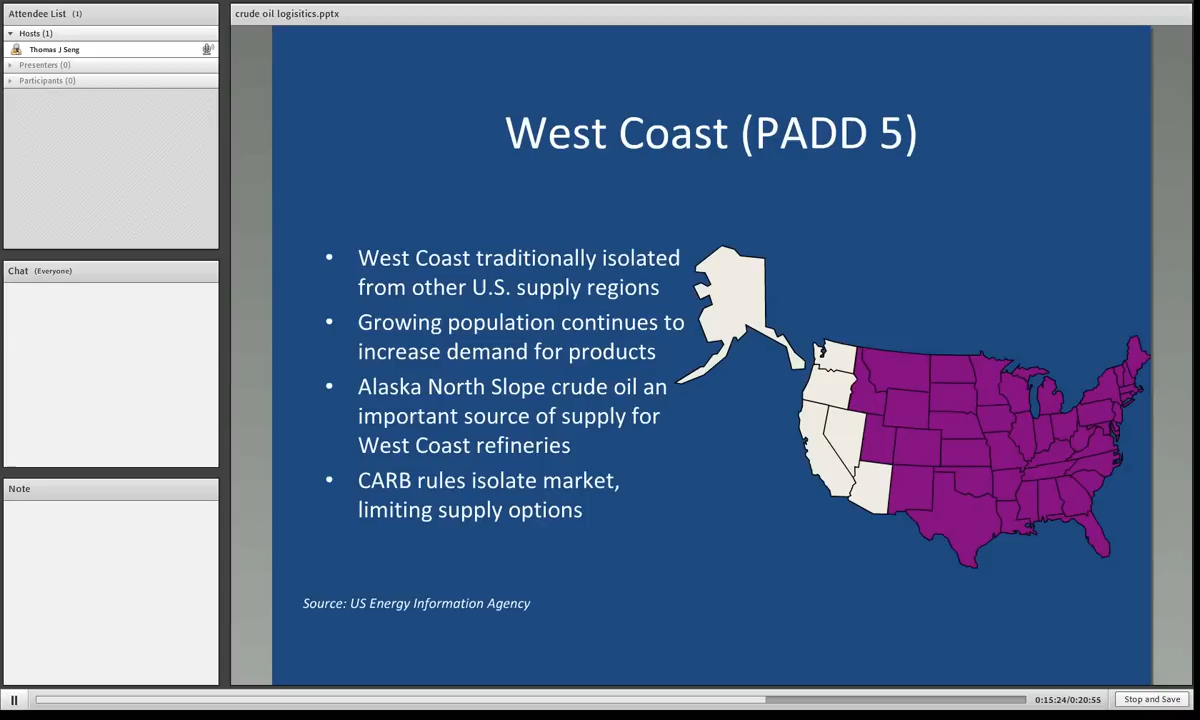 Attendee List (1)
Hosts (1)
Thomas J Seng
Presenters (0)
Participants (0)
Chat (Everyone)
Note
crude oil logisitics.pptx
West Coast (PADD 5)
• West Coast traditionally isolated
from other U.S. supply regions
• Growing population continues to
increase demand for products
• Alaska North Slope crude oil an
important source of supply for
West Coast refineries
• CARB rules isolate market,
limiting supply options
Source: US Energy Information Agency
0:15:24/0:20:55
Stop and Save